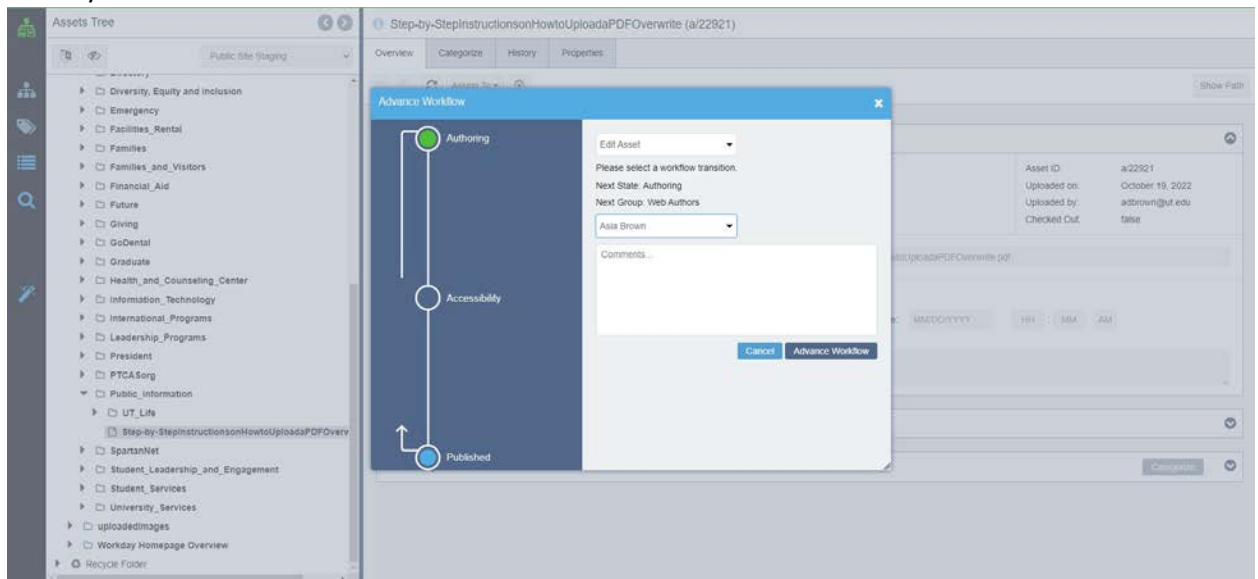 Assets Tree
Public Site Staging
Directory
Diversity, Equity and Inclusion
Emergency
Facilities_Rental
Families
Families_and_Visitors
Financial_Aid
Future
Giving
GoDental
Graduate
Health_and_Counseling_Center
Information_Technology
International_Programs
Leadership_Programs
President
PTCASorg
Public_Information
UT_Life
Step-by-StepInstructionsonHowtoUploadaPDFOverw
SpartanNet
Student_Leadership_and_Engagement
Student_Services
University_Services
uploadedImages
Workday Homepage Overview
Recycle Folder
Step-by-StepInstructionsonHowtoUploadaPDFOverwrite (a/22921)
Overview Categorize History Properties
Assign To
Show Path
Advance Workflow
Authoring
Accessibility
Published
Edit Asset
Please select a workflow transition.
Next State: Authoring
Next Group: Web Authors
Asia Brown
Comments...
Cancel Advance Workflow
Asset ID: a/22921
Uploaded on: October 19, 2022
Uploaded by: adbrown@ut.edu
Checked Out: false
MM/DD/YYYY HH : MM AM
Categorize